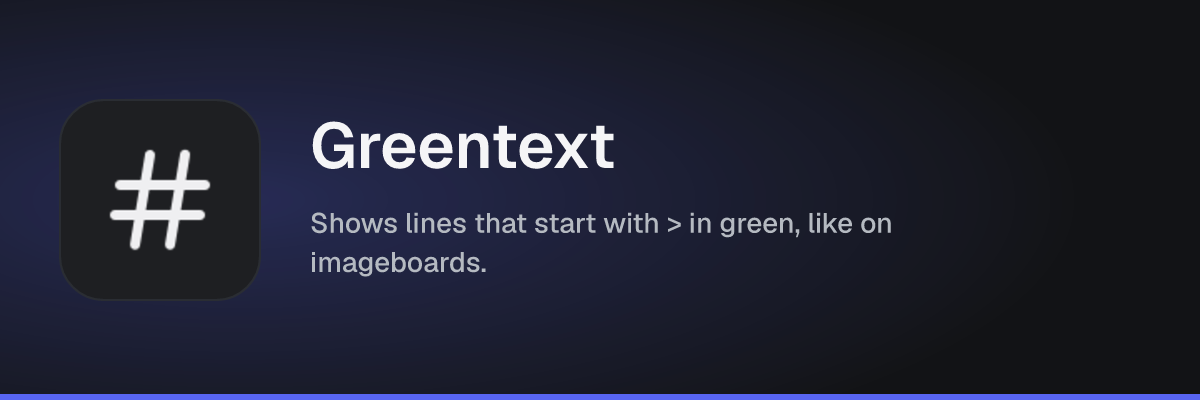 Greentext
Shows lines that start with > in green, like on
imageboards.